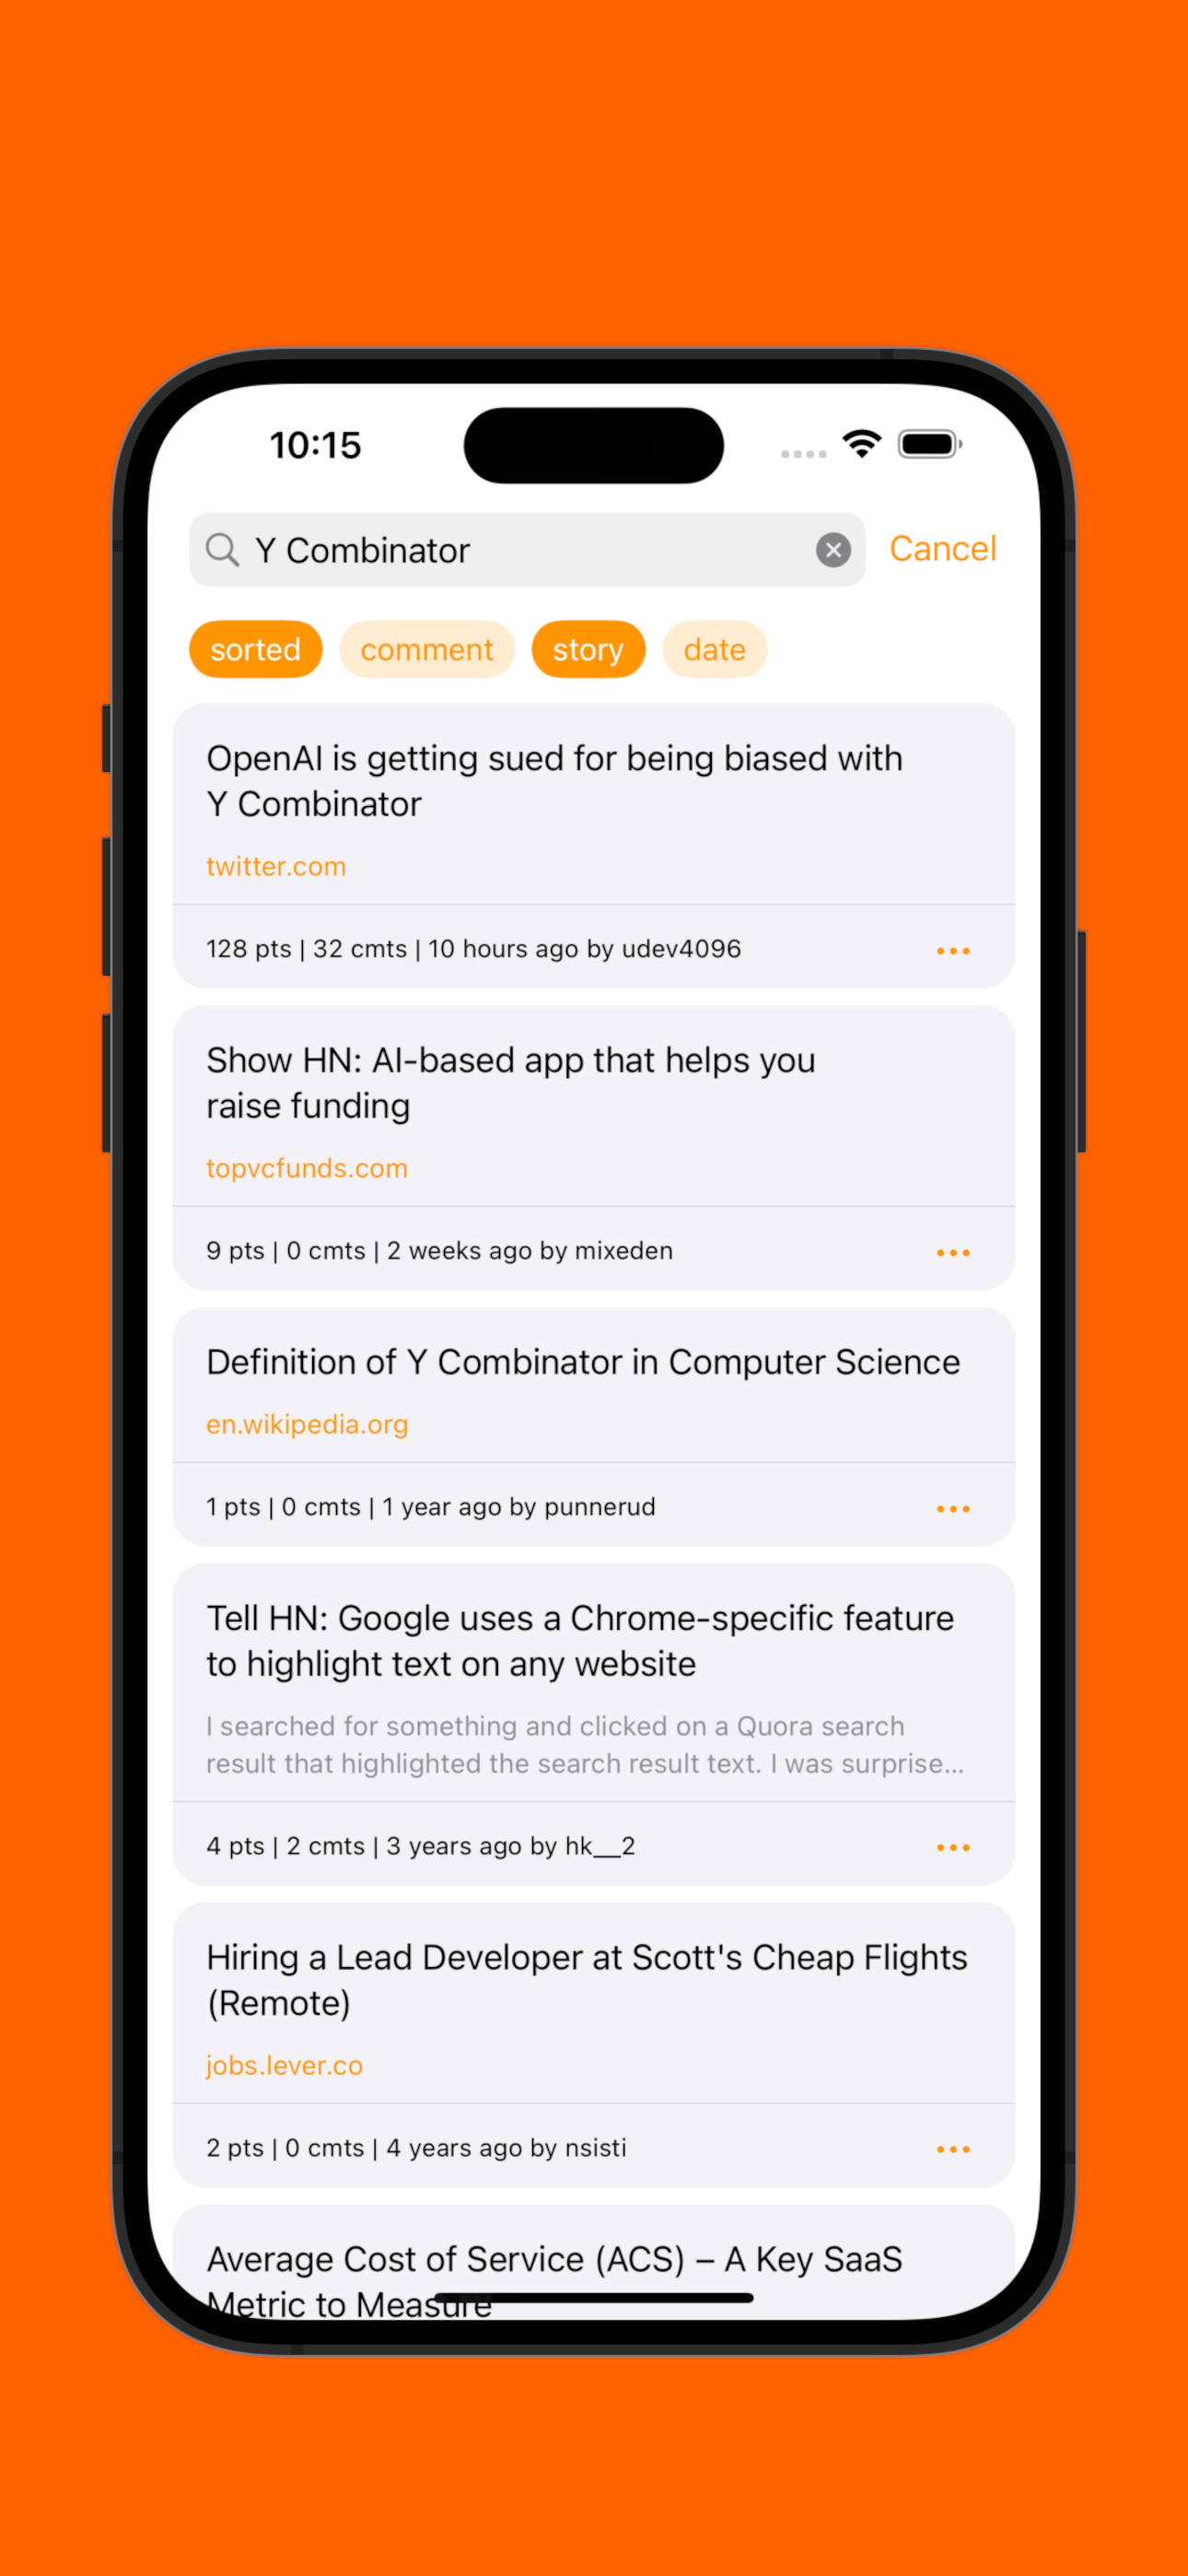 10:15
Y Combinator
Cancel
sorted comment story date
OpenAI is getting sued for being biased with
Y Combinator
twitter.com
128 pts | 32 cmts | 10 hours ago by udev4096
Show HN: AI-based app that helps you
raise funding
topvcfunds.com
9 pts | 0 cmts | 2 weeks ago by mixeden
Definition of Y Combinator in Computer Science
en.wikipedia.org
1 pts | 0 cmts | 1 year ago by punnerud
Tell HN: Google uses a Chrome-specific feature
to highlight text on any website
I searched for something and clicked on a Quora search
result that highlighted the search result text. I was surprise...
4 pts | 2 cmts | 3 years ago by hk__2
Hiring a Lead Developer at Scott's Cheap Flights
(Remote)
jobs.lever.co
2 pts | 0 cmts | 4 years ago by nsisti
Average Cost of Service (ACS) – A Key SaaS
Metric to Measure